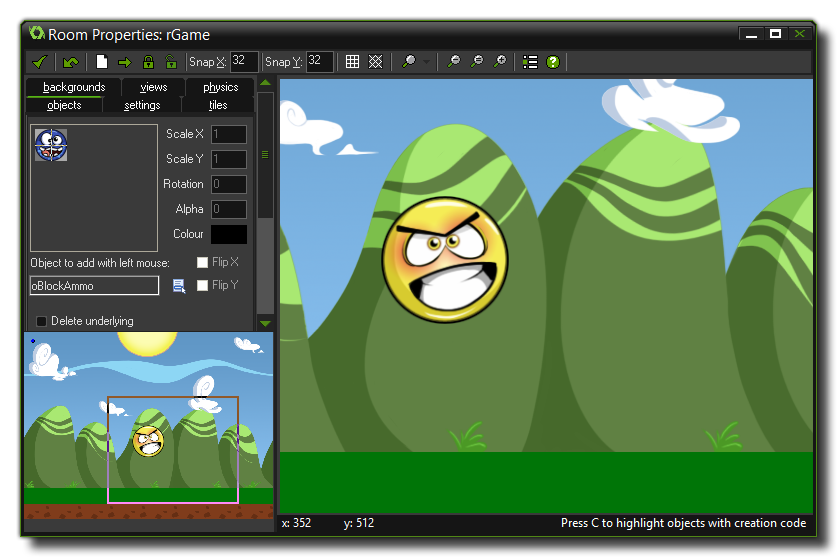 Room Properties: rGame
Snap X: 32 Snap Y: 32
backgrounds views physics
objects settings tiles
Scale X 1
Scale Y 1
Rotation 0
Alpha 0
Colour
Object to add with left mouse: Flip X
oBlockAmmo Flip Y
Delete underlying
x: 352 y: 512 Press C to highlight objects with creation code